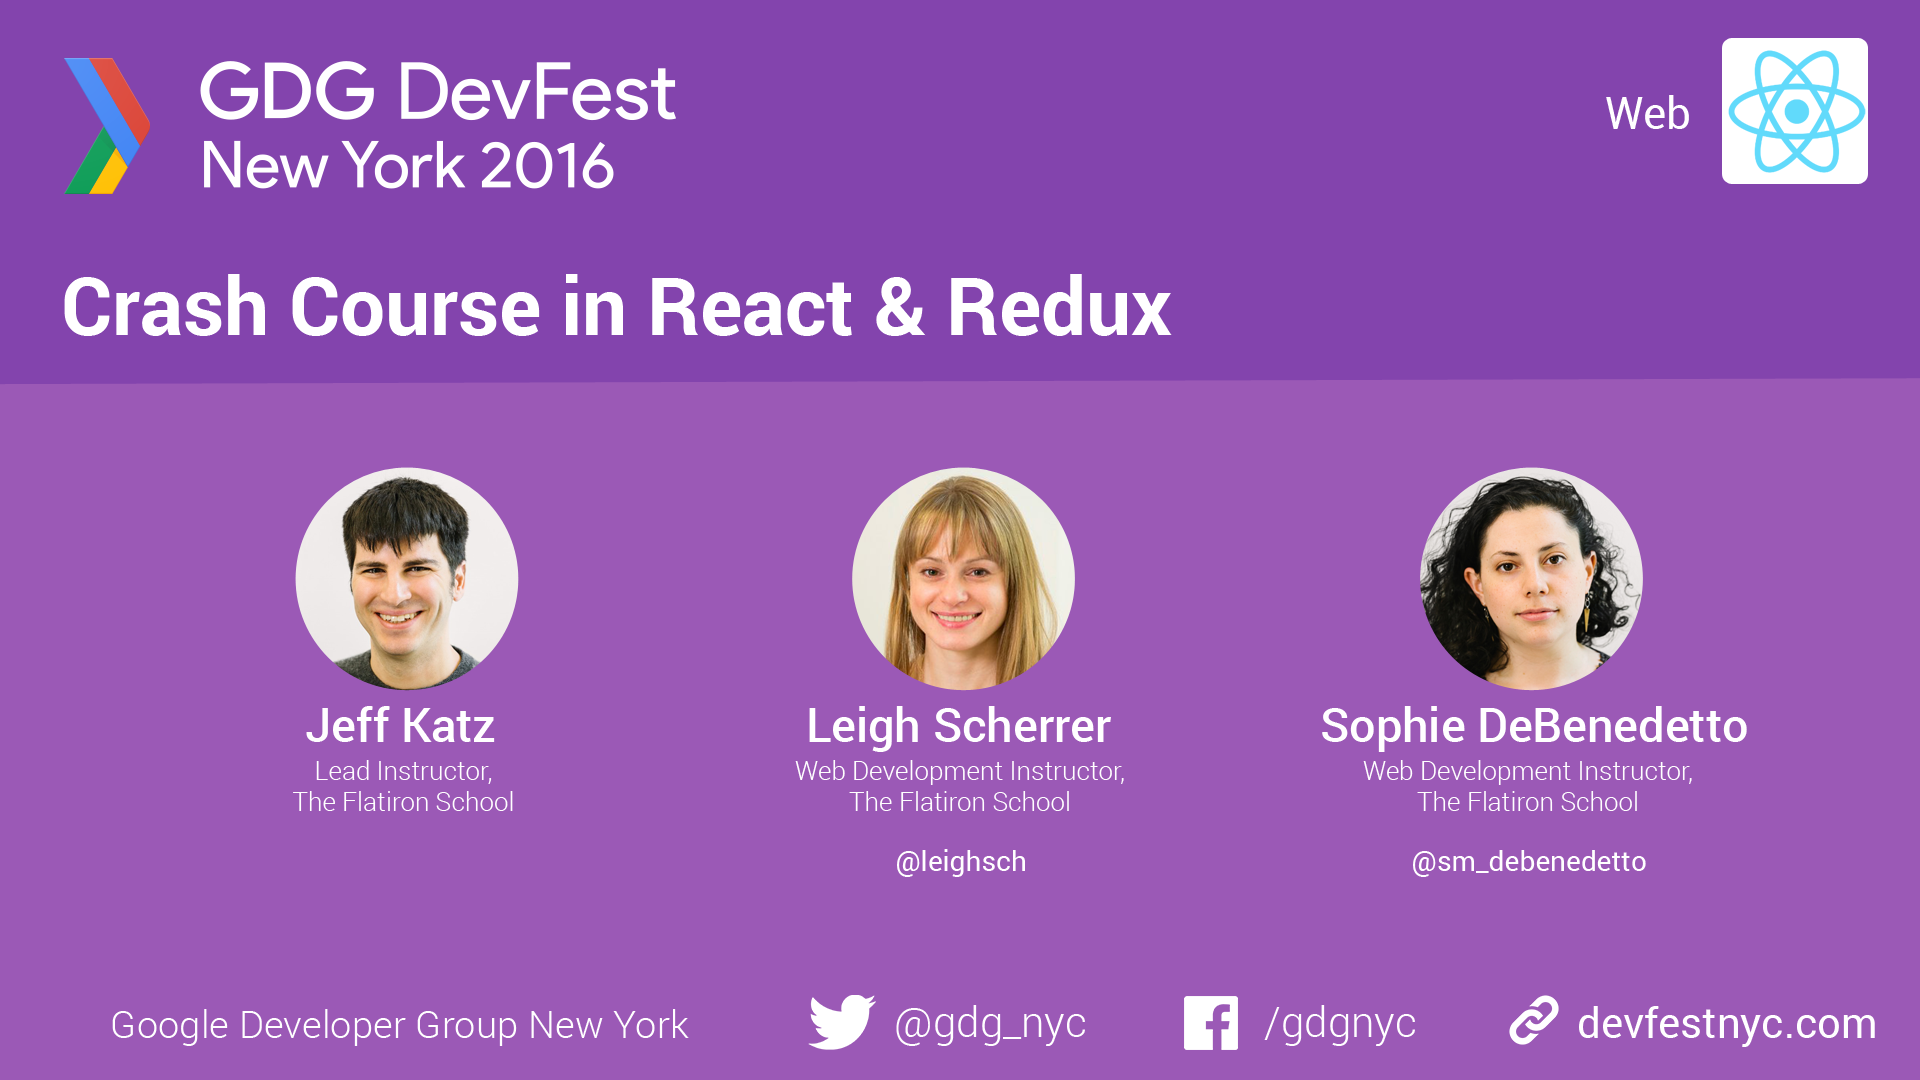 GDG DevFest
New York 2016
Web
Crash Course in React & Redux
Jeff Katz
Lead Instructor,
The Flatiron School
Leigh Scherrer
Web Development Instructor,
The Flatiron School
@leighsch
Sophie DeBenedetto
Web Development Instructor,
The Flatiron School
@sm_debenedetto
Google Developer Group New York
@gdg_nyc
/gdgnyc
devfestnyc.com